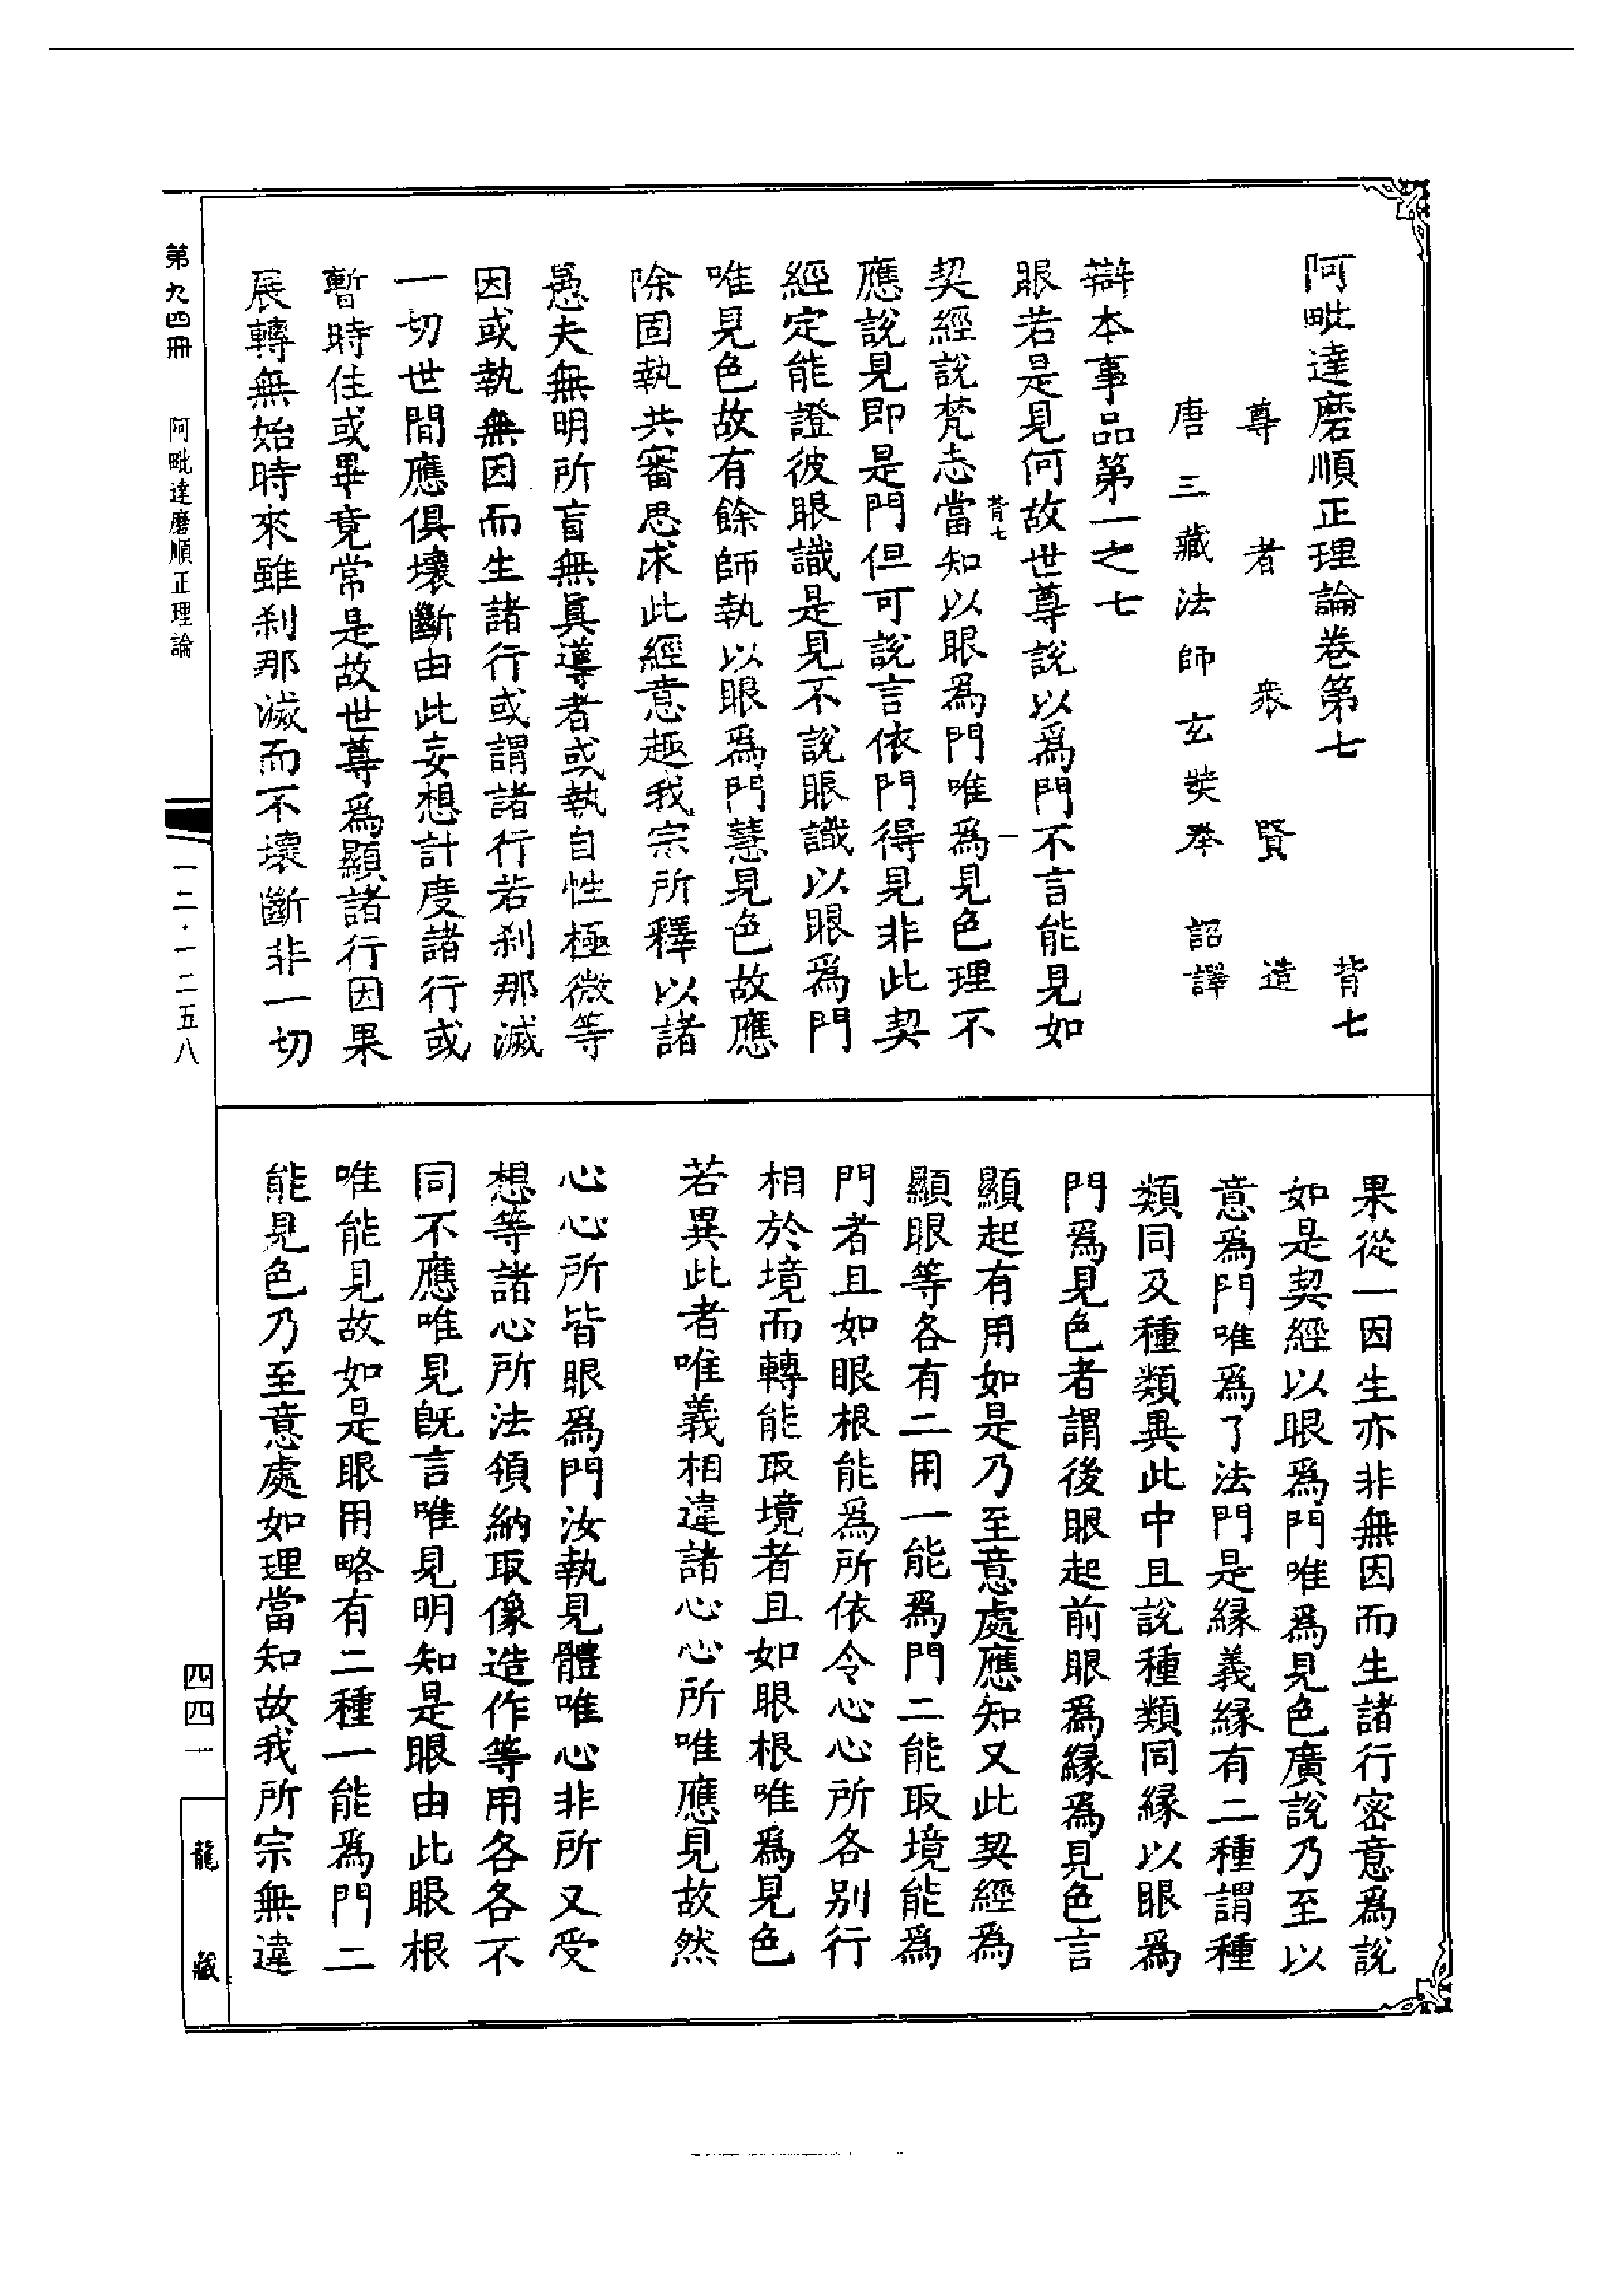 阿毗達磨順正理論卷第七　背七
尊者衆賢造
唐三藏法師玄奘奉　詔譯
辯本事品第一之七
眼若是見何故世尊說以爲門不言能見如
背七　一
契經說梵志當知以眼爲門唯爲見色理不
應說見即是門但可說言依門得見非此契
經定能證彼眼識是見不說眼識以眼爲門
唯見色故有餘師執以眼爲門慧見色故應
除固執共審思求此經意趣我宗所釋以諸
愚夫無明所盲無眞導者或執自性極微等
因或執無因而生諸行或謂諸行若刹那滅
一切世間應俱壞斷由此妄想計度諸行或
暫時住或畢竟常是故世尊爲顯諸行因果
展轉無始時來雖刹那滅而不壞斷非一切
果從一因生亦非無因而生諸行密意爲說
如是契經以眼爲門唯爲見色廣說乃至以
意爲門唯爲了法門是緣義緣有二種謂種
類同及種類異此中且說種類同緣以眼爲
門爲見色者謂後眼起前眼爲緣爲見色言
顯起有用如是乃至意處應知又此契經爲
顯眼等各有二用一能爲門二能取境能爲
門者且如眼根能爲所依令心心所各別行
相於境而轉能取境者且如眼根唯爲見色
若異此者唯義相違諸心心所唯應見故然
心心所皆眼爲門汝執見體唯心非所又受
想等諸心所法領納取像造作等用各各不
同不應唯見旣言唯見明知是眼由此眼根
唯能見故如是眼用略有二種一能爲門二
能見色乃至意處如理當知故我所宗無違
第九四冊　阿毗達磨順正理論　一二·一二五八
四四一
龍藏